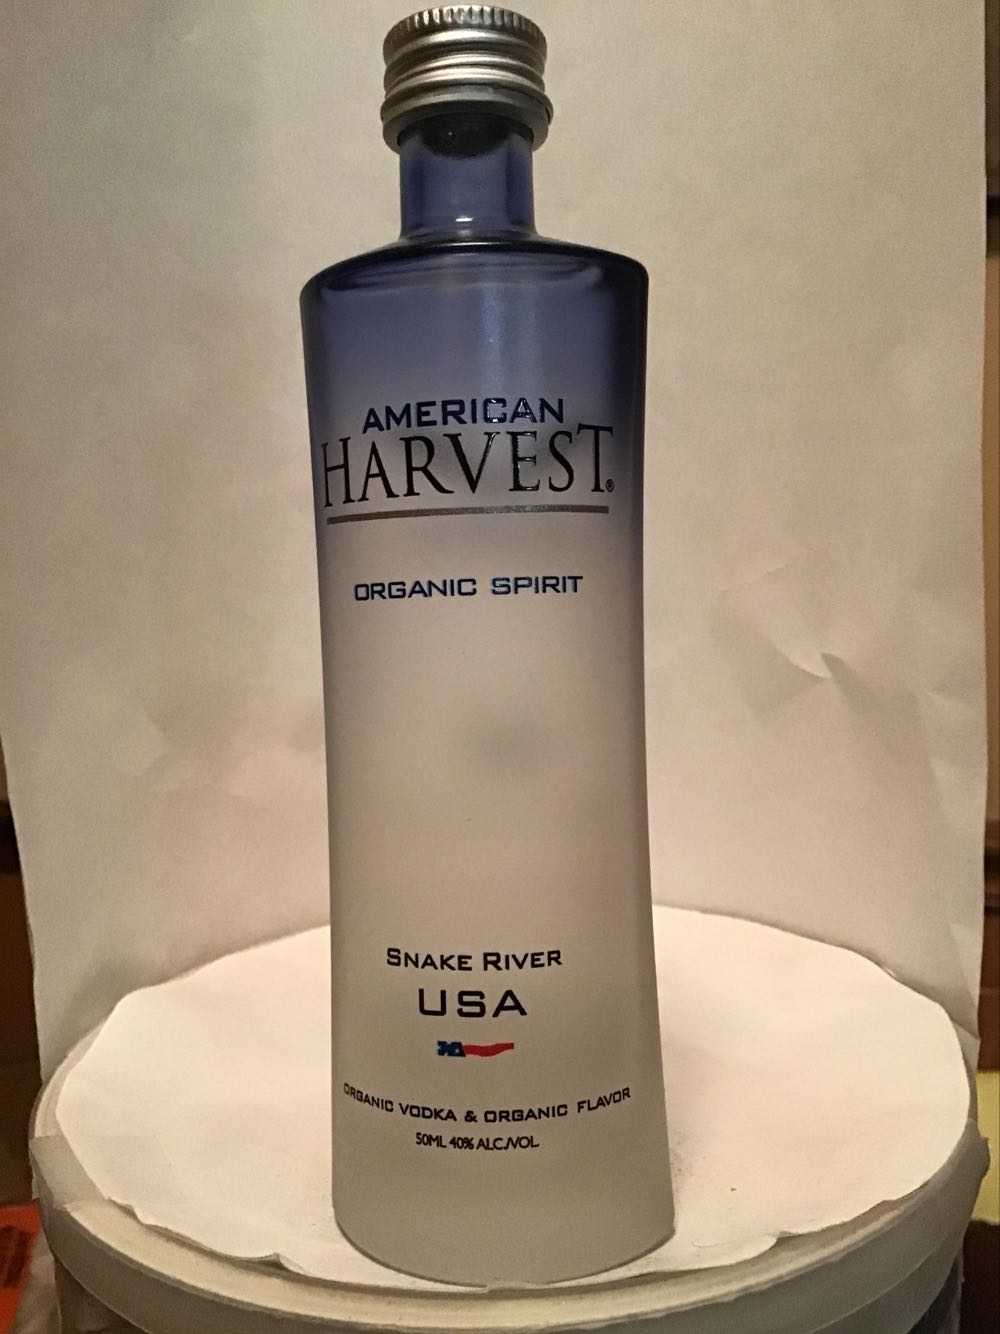 AMERICAN
HARVEST®
ORGANIC SPIRIT
SNAKE RIVER
USA
ORGANIC VODKA & ORGANIC FLAVOR
50ML 40% ALC./VOL.